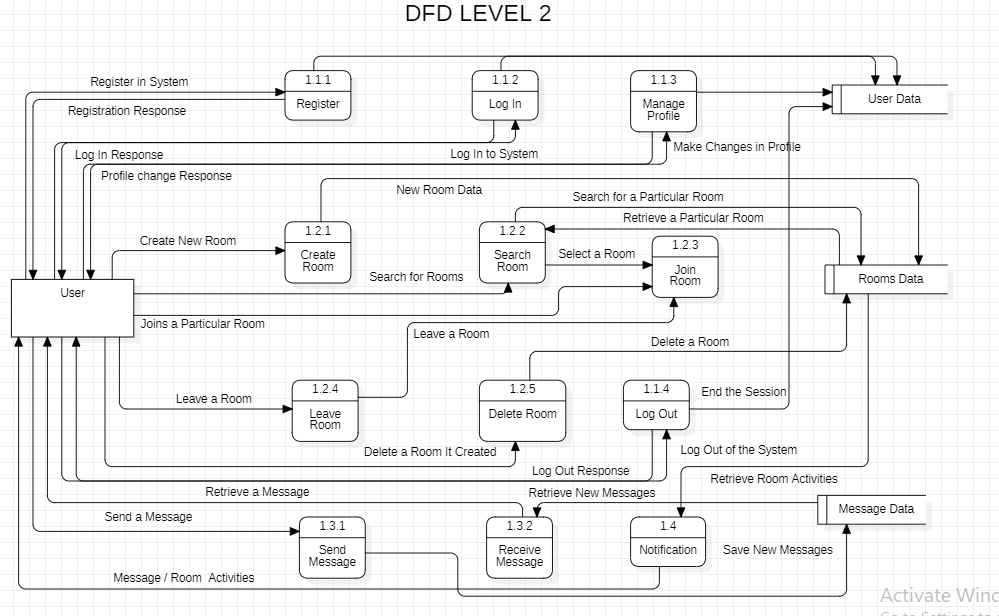 DFD LEVEL 2
1.1.1
Register
1.1.2
Log In
1.1.3
Manage
Profile
User Data
Register in System
Registration Response
Log In Response
Log In to System
Make Changes in Profile
Profile change Response
New Room Data
Search for a Particular Room
Retrieve a Particular Room
1.2.1
Create
Room
1.2.2
Search
Room
1.2.3
Join
Room
Create New Room
Select a Room
Search for Rooms
Rooms Data
User
Joins a Particular Room
Leave a Room
Delete a Room
1.2.4
Leave
Room
1.2.5
Delete Room
1.1.4
Log Out
End the Session
Leave a Room
Delete a Room It Created
Log Out of the System
Log Out Response
Retrieve Room Activities
Retrieve a Message
Retrieve New Messages
Message Data
Send a Message
1.3.1
Send
Message
1.3.2
Receive
Message
1.4
Notification
Save New Messages
Message / Room  Activities
Activate Winc